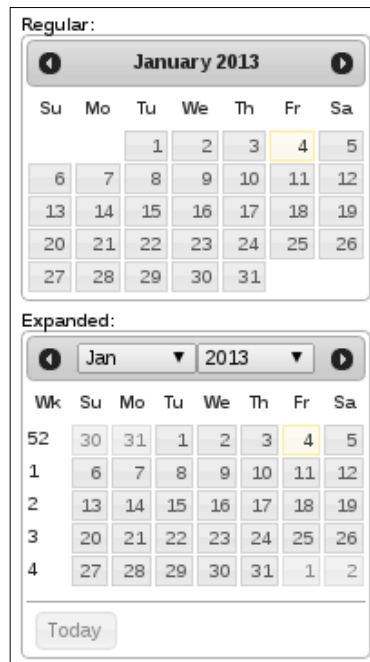 Regular:
January 2013
Su Mo Tu We Th Fr Sa
1 2 3 4 5
6 7 8 9 10 11 12
13 14 15 16 17 18 19
20 21 22 23 24 25 26
27 28 29 30 31
Expanded:
Jan 2013
Wk Su Mo Tu We Th Fr Sa
52 30 31 1 2 3 4 5
1 6 7 8 9 10 11 12
2 13 14 15 16 17 18 19
3 20 21 22 23 24 25 26
4 27 28 29 30 31 1 2
Today